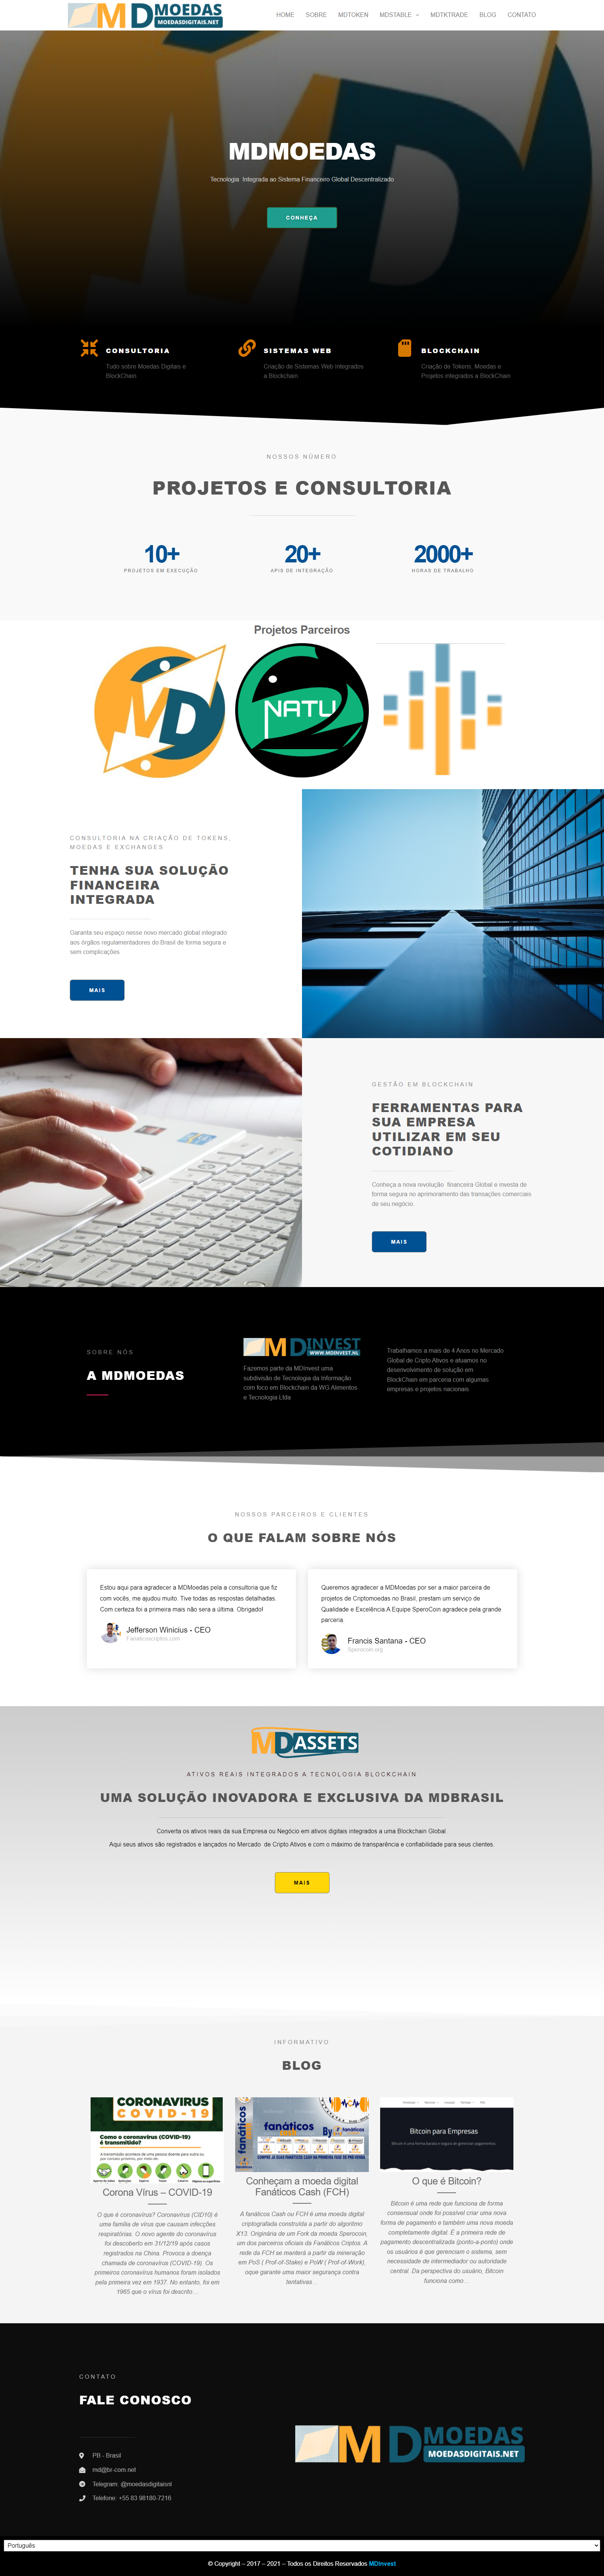 MDMOEDAS
MOEDASDIGITAIS.NET
HOME SOBRE MDTOKEN MDSTABLE MDTKTRADE BLOG CONTATO
MDMOEDAS
Tecnologia Integrada ao Sistema Financeiro Global Descentralizado
CONHEÇA
CONSULTORIA
Tudo sobre Moedas Digitais e
BlockChain
SISTEMAS WEB
Criação de Sistemas Web Integrados
a Blockchain
BLOCKCHAIN
Criação de Tokens, Moedas e
Projetos integrados a BlockChain
NOSSOS NÚMERO
PROJETOS E CONSULTORIA
10+
PROJETOS EM EXECUÇÃO
20+
APIS DE INTEGRAÇÃO
2000+
HORAS DE TRABALHO
Projetos Parceiros
MD
NATU
CONSULTORIA NA CRIAÇÃO DE TOKENS,
MOEDAS E EXCHANGES
TENHA SUA SOLUÇÃO
FINANCEIRA
INTEGRADA
Garanta seu espaço nesse novo mercado global integrado
aos órgãos regulamentadores do Brasil de forma segura e
sem complicações
MAIS
GESTÃO EM BLOCKCHAIN
FERRAMENTAS PARA
SUA EMPRESA
UTILIZAR EM SEU
COTIDIANO
Conheça a nova revolução financeira Global e investa de
forma segura no aprimoramento das transações comerciais
de seu negócio.
MAIS
SOBRE NÓS
A MDMOEDAS
MDINVEST
WWW.MDINVEST.NL
Fazemos parte da MDInvest uma
subdivisão de Tecnologia da Informação
com foco em Blockchain da WG Alimentos
e Tecnologia Ltda
Trabalhamos a mais de 4 Anos no Mercado
Global de Cripto Ativos e atuamos no
desenvolvimento de solução em
BlockChain em parceria com algumas
empresas e projetos nacionais
NOSSOS PARCEIROS E CLIENTES
O QUE FALAM SOBRE NÓS
Estou aqui para agradecer a MDMoedas pela a consultoria que fiz
com vocês, me ajudou muito. Tive todas as respostas detalhadas.
Com certeza foi a primeira mais não sera a última. Obrigado!
Jefferson Winicius - CEO
Fanaticoscriptos.com
Queremos agradecer a MDMoedas por ser a maior parceira de
projetos de Criptomoedas no Brasil, prestam um serviço de
Qualidade e Excelência.A Equipe SperoCoin agradece pela grande
parceria.
Francis Santana - CEO
Sperocoin.org
MDASSETS
ATIVOS REAIS INTEGRADOS A TECNOLOGIA BLOCKCHAIN
UMA SOLUÇÃO INOVADORA E EXCLUSIVA DA MDBRASIL
Converta os ativos reais da sua Empresa ou Negócio em ativos digitais integrados a uma Blockchain Global.
Aqui seus ativos são registrados e lançados no Mercado de Cripto Ativos e com o máximo de transparência e confiabilidade para seus clientes.
MAIS
INFORMATIVO
BLOG
CORONAVÍRUS
COVID-19
Como o coronavírus (COVID-19) é
transmitido?
Corona Vírus – COVID-19
O que é coronavírus? Coronavírus (CID10) é
uma família de vírus que causam infecções
respiratórias. O novo agente do coronavírus
foi descoberto em 31/12/19 após casos
registrados na China. Provoca a doença
chamada de coronavírus (COVID-19). Os
primeiros coronavírus humanos foram isolados
pela primeira vez em 1937. No entanto, foi em
1965 que o vírus foi descrito…
fanáticos
Conheçam a moeda digital
Fanáticos Cash (FCH)
A fanáticos Cash ou FCH é uma moeda digital
criptografada construída a partir do algoritmo
X13. Originária de um Fork da moeda Sperocoin,
um dos parceiros oficiais da Fanáticos Criptos. A
rede da FCH se manterá a partir da mineração
em PoS ( Prof-of-Stake) e PoW ( Prof-of-Work),
oque garante uma maior segurança contra
tentativas…
Bitcoin para Empresas
O que é Bitcoin?
Bitcoin é uma rede que funciona de forma
consensual onde foi possível criar uma nova
forma de pagamento e também uma nova moeda
completamente digital. É a primeira rede de
pagamento descentralizada (ponto-a-ponto) onde
os usuários é que gerenciam o sistema, sem
necessidade de intermediador ou autoridade
central. Da perspectiva do usuário, Bitcoin
funciona como…
CONTATO
FALE CONOSCO
PB - Brasil
md@br-com.net
Telegram: @moedasdigitaisnl
Telefone: +55 83 98180-7216
MDMOEDAS
MOEDASDIGITAIS.NET
Português
© Copyright – 2017 – 2021 – Todos os Direitos Reservados MDInvest